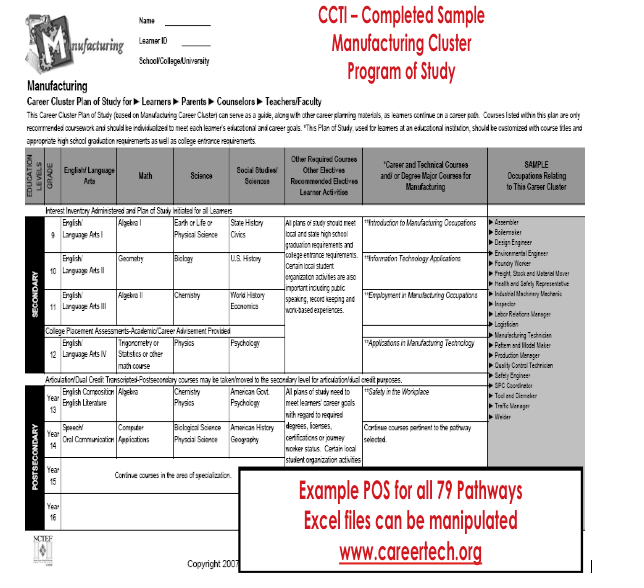 CCTI – Completed Sample
Manufacturing Cluster
Program of Study
Manufacturing
Name
Learner ID
School/College/University
Manufacturing
Career Cluster Plan of Study for ▶ Learners ▶ Parents ▶ Counselors ▶ Teachers/Faculty
This Career Cluster Plan of Study (based on Manufacturing Career Cluster) can serve as a guide, along with other career planning materials, as learners continue on a career path. Courses listed within this plan are only
recommended coursework and should be individualized to meet each learner's educational and career goals. *This Plan of Study, used for learners at an educational institution, should be customized with course titles and
appropriate high school graduation requirements as well as college entrance requirements.
EDUCATION
LEVELS
GRADE
English/ Language
Arts
Math
Science
Social Studies/
Sciences
Other Required Courses
Other Electives
Recommended Electives
Learner Activities
*Career and Technical Courses
and/ or Degree Major Courses for
Manufacturing
SAMPLE
Occupations Relating
to This Career Cluster
Interest Inventory Administered and Plan of Study Initiated for all Learners
SECONDARY
9
English/
Language Arts I
Algebra I
Earth or Life or
Physical Science
State History
Civics
All plans of study should meet
local and state high school
graduation requirements and
college entrance requirements.
Certain local student
organization activities are also
important including public
speaking, record keeping and
work-based experiences.
**Introduction to Manufacturing Occupations
10
English/
Language Arts II
Geometry
Biology
U.S. History
**Information Technology Applications
11
English/
Language Arts III
Algebra II
Chemistry
World History
Economics
**Employment in Manufacturing Occupations
College Placement Assessments-Academic/Career Advisement Provided
12
English/
Language Arts IV
Trigonometry or
Statistics or other
math course
Physics
Psychology
**Applications in Manufacturing Technology
▶ Assembler
▶ Boilermaker
▶ Design Engineer
▶ Environmental Engineer
▶ Foundry Worker
▶ Freight, Stock and Material Mover
▶ Health and Safety Representative
▶ Industrial Machinery Mechanic
▶ Inspector
▶ Labor Relations Manager
▶ Logistician
▶ Manufacturing Technician
▶ Pattern and Model Maker
▶ Production Manager
▶ Quality Control Technician
▶ Safety Engineer
▶ SPC Coordinator
▶ Tool and Diemaker
▶ Traffic Manager
▶ Welder
Articulation/Dual Credit Transcripted-Postsecondary courses may be taken/moved to the secondary level for articulation/dual credit purposes.
POSTSECONDARY
Year
13
English Composition
English Literature
Algebra
Chemistry
Physics
American Govt.
Psychology
All plans of study need to
meet learners' career goals
with regard to required
degrees, licenses,
certifications or journey
worker status. Certain local
student organization activities
**Safety in the Workplace
Year
14
Speech/
Oral Communication
Computer
Applications
Biological Science
Physcial Science
American History
Geography
Continue courses pertinent to the pathway
selected.
Year
15
Continue courses in the area of specialization.
Year
16
Example POS for all 79 Pathways
Excel files can be manipulated
www.careertech.org
NCTEF
Copyright 2007